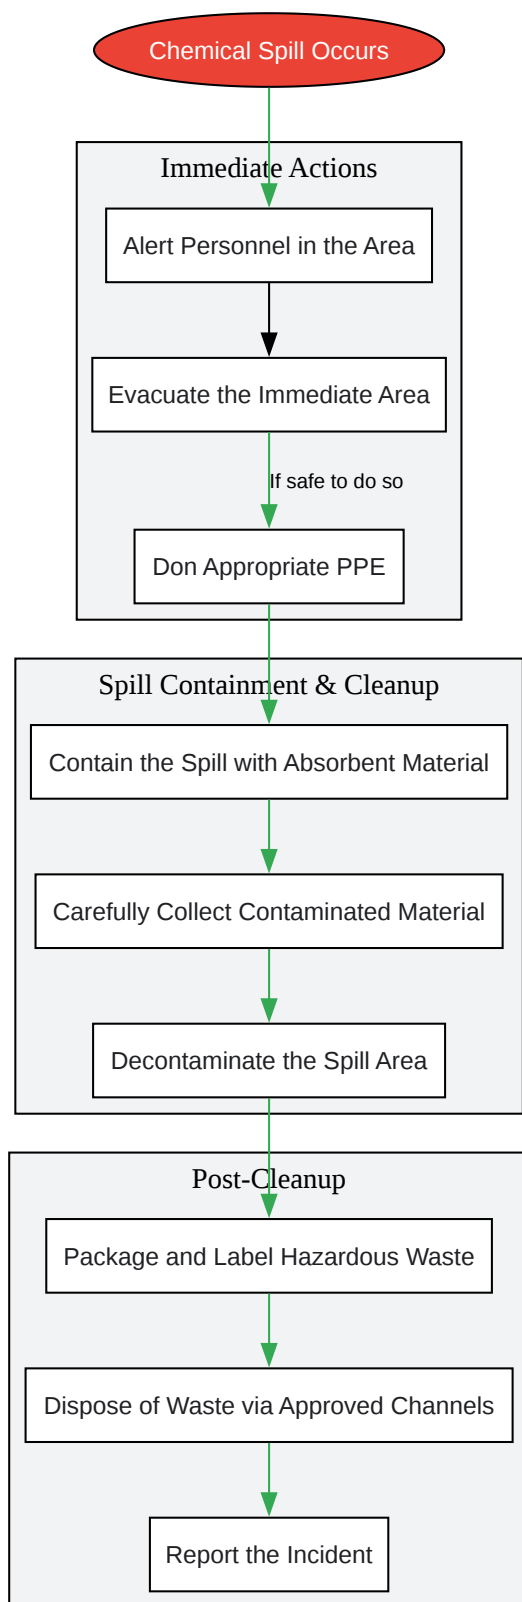 Chemical Spill Occurs
Immediate Actions
Alert Personnel in the Area
Evacuate the Immediate Area
If safe to do so
Don Appropriate PPE
Spill Containment & Cleanup
Contain the Spill with Absorbent Material
Carefully Collect Contaminated Material
Decontaminate the Spill Area
Post-Cleanup
Package and Label Hazardous Waste
Dispose of Waste via Approved Channels
Report the Incident